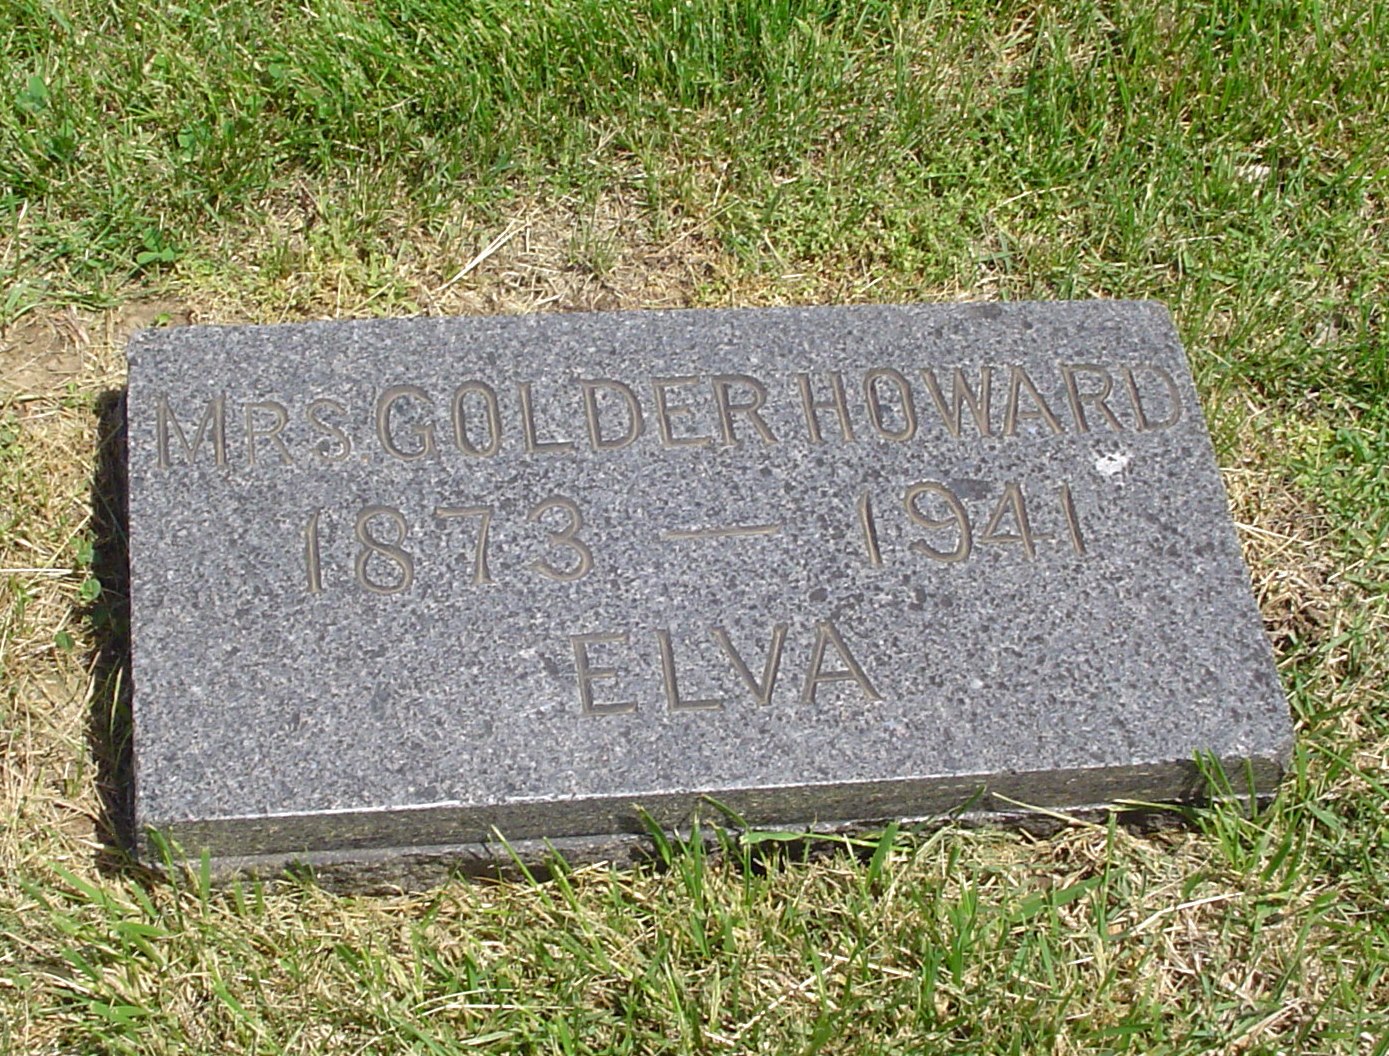 MRS. GOLDER HOWARD
1873 — 1941
ELVA